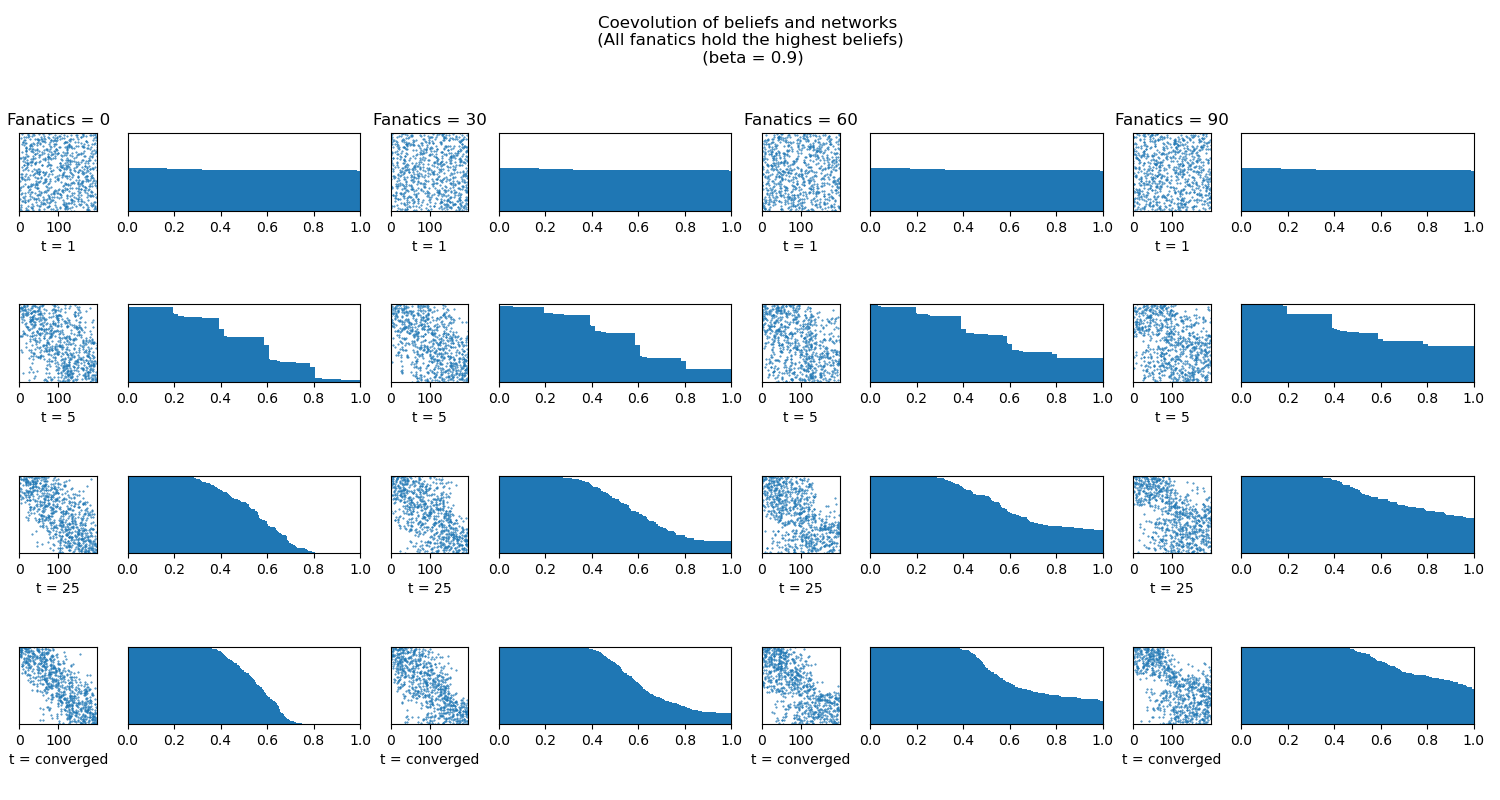 Coevolution of beliefs and networks
(All fanatics hold the highest beliefs)
(beta = 0.9)
Fanatics = 0 Fanatics = 30 Fanatics = 60 Fanatics = 90
0 100 0.0 0.2 0.4 0.6 0.8 1.0 0 100 0.0 0.2 0.4 0.6 0.8 1.0 0 100 0.0 0.2 0.4 0.6 0.8 1.0 0 100 0.0 0.2 0.4 0.6 0.8 1.0
t = 1 t = 1 t = 1 t = 1
0 100 0.0 0.2 0.4 0.6 0.8 1.0 0 100 0.0 0.2 0.4 0.6 0.8 1.0 0 100 0.0 0.2 0.4 0.6 0.8 1.0 0 100 0.0 0.2 0.4 0.6 0.8 1.0
t = 5 t = 5 t = 5 t = 5
0 100 0.0 0.2 0.4 0.6 0.8 1.0 0 100 0.0 0.2 0.4 0.6 0.8 1.0 0 100 0.0 0.2 0.4 0.6 0.8 1.0 0 100 0.0 0.2 0.4 0.6 0.8 1.0
t = 25 t = 25 t = 25 t = 25
0 100 0.0 0.2 0.4 0.6 0.8 1.0 0 100 0.0 0.2 0.4 0.6 0.8 1.0 0 100 0.0 0.2 0.4 0.6 0.8 1.0 0 100 0.0 0.2 0.4 0.6 0.8 1.0
t = converged t = converged t = converged t = converged